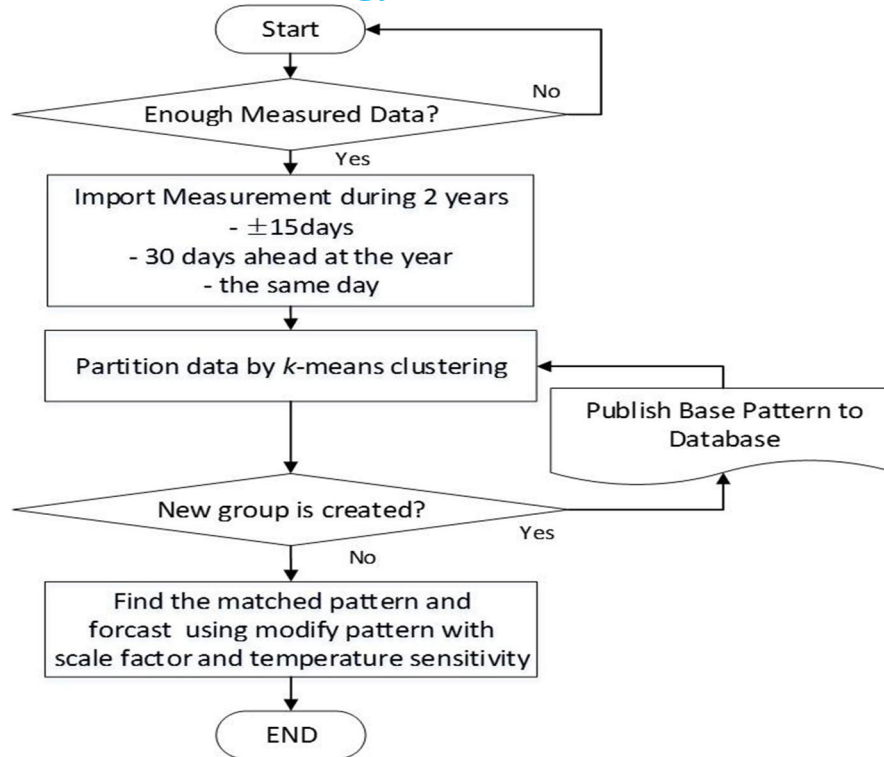 Start
No
Enough Measured Data?
Yes
Import Measurement during 2 years
- ±15days
- 30 days ahead at the year
- the same day
Partition data by k-means clustering
Publish Base Pattern to
Database
New group is created?
Yes
No
Find the matched pattern and
forcast using modify pattern with
scale factor and temperature sensitivity
END